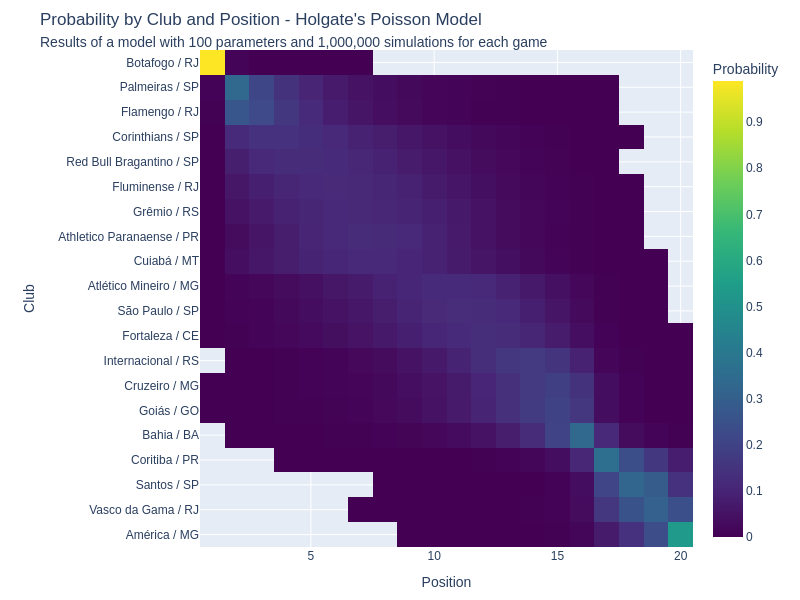 Probability by Club and Position - Holgate's Poisson Model
Results of a model with 100 parameters and 1,000,000 simulations for each game
Probability
Botafogo / RJ
Palmeiras / SP
Flamengo / RJ
Corinthians / SP
Red Bull Bragantino / SP
Fluminense / RJ
Grêmio / RS
Athletico Paranaense / PR
Cuiabá / MT
Atlético Mineiro / MG
São Paulo / SP
Fortaleza / CE
Internacional / RS
Cruzeiro / MG
Goiás / GO
Bahia / BA
Coritiba / PR
Santos / SP
Vasco da Gama / RJ
América / MG
Club
5
10
15
20
Position
0.9
0.8
0.7
0.6
0.5
0.4
0.3
0.2
0.1
0